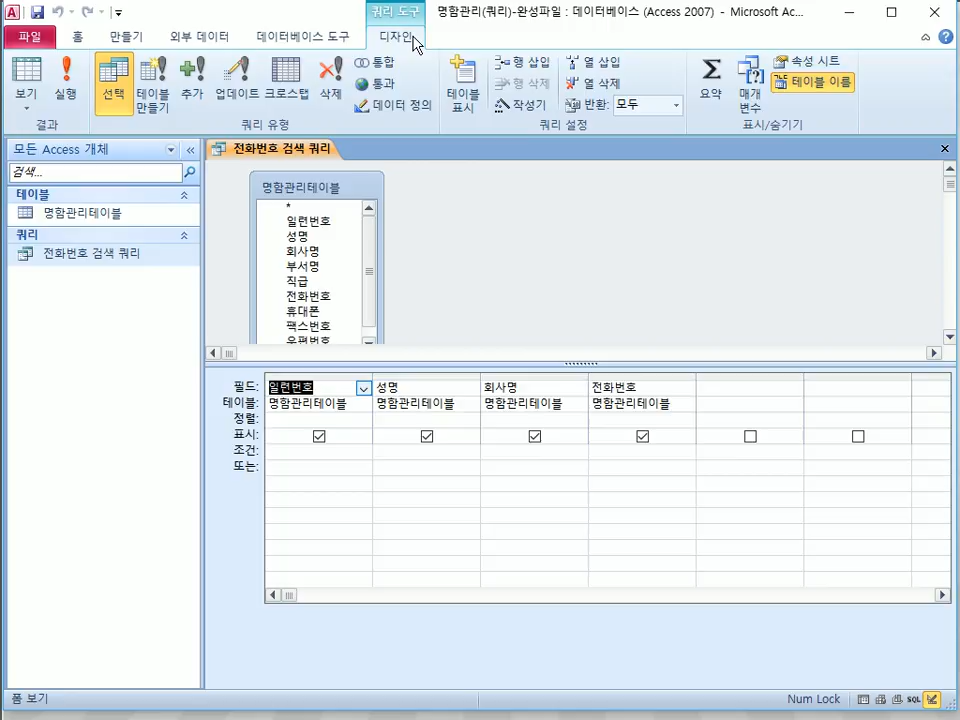 쿼리 도구
명함관리(쿼리)-완성파일 : 데이터베이스 (Access 2007) - Microsoft Ac...
파일 홈 만들기 외부 데이터 데이터베이스 도구 디자인
보기 실행 선택 테이블 만들기 추가 업데이트 크로스탭 삭제
통합
통과
데이터 정의
테이블 표시
행 삽입 열 삽입
행 삭제 열 삭제
작성기 반환: 모두
요약 매개 변수
속성 시트
테이블 이름
결과 쿼리 유형 쿼리 설정 표시/숨기기
모든 Access 개체
검색...
테이블
명함관리테이블
쿼리
전화번호 검색 쿼리
전화번호 검색 쿼리
명함관리테이블
*
일련번호
성명
회사명
부서명
직급
전화번호
휴대폰
팩스번호
우편번호
필드: 일련번호 성명 회사명 전화번호
테이블: 명함관리테이블 명함관리테이블 명함관리테이블 명함관리테이블
정렬:
표시:
조건:
또는:
폼 보기 Num Lock SQL